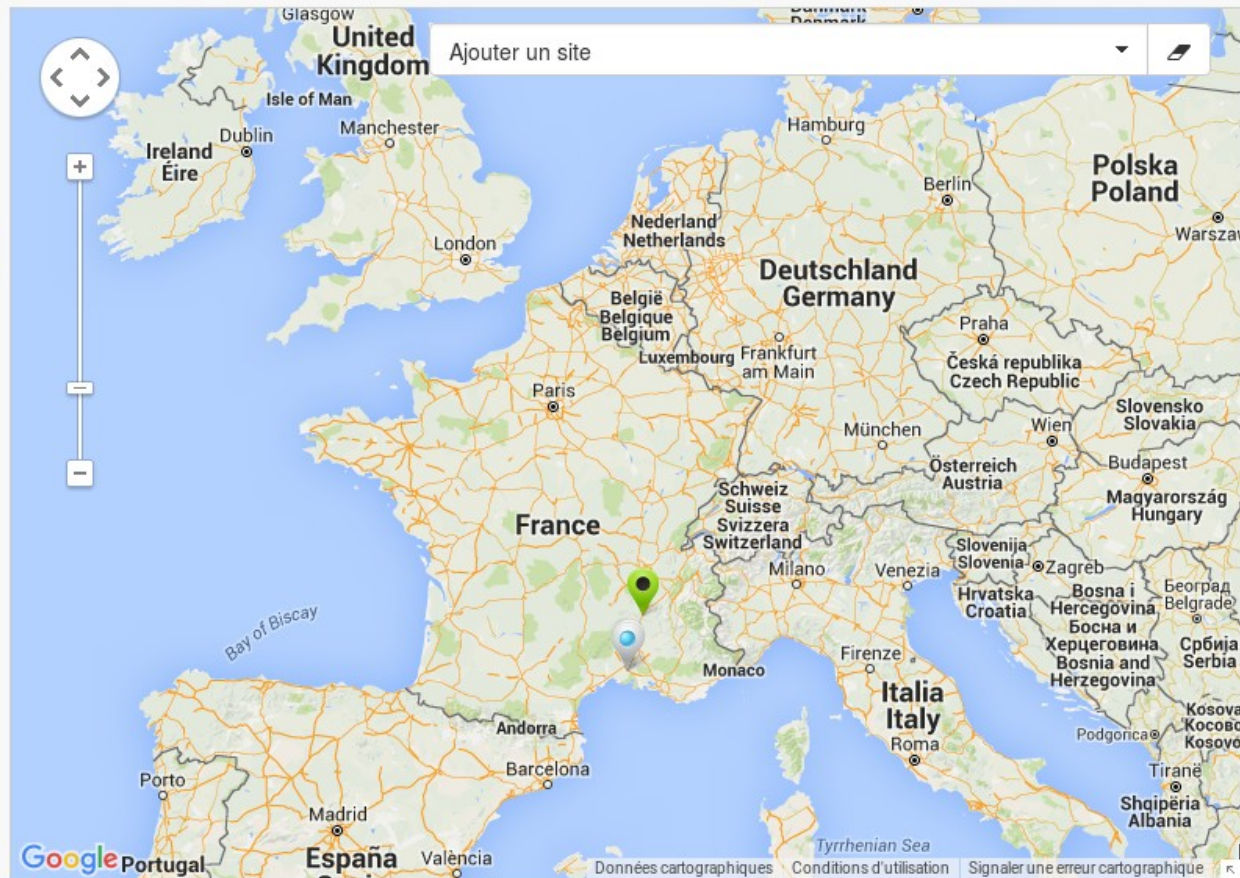 Glasgow
United
Kingdom
Ajouter un site
Danmark
Denmark
Isle of Man
Manchester
Dublin
Ireland
Éire
Hamburg
Polska
Poland
Berlin
Nederland
Netherlands
London
Deutschland
Germany
België
Belgique
Belgium
Luxembourg
Frankfurt
am Main
Praha
Česká republika
Czech Republic
Paris
Slovensko
Slovakia
München
Wien
Österreich
Austria
Budapest
Magyarország
Hungary
Schweiz
Suisse
Svizzera
Switzerland
France
Slovenija
Slovenia
Milano
Venezia
Zagreb
Hrvatska
Croatia
Bosna i
Hercegovina
Босна и
Херцеговина
Bosnia and
Herzegovina
Београд
Belgrade
Србија
Serbia
Bay of Biscay
Monaco
Firenze
Italia
Italy
Andorra
Roma
Podgorica
Barcelona
Porto
Tiranë
Shqipëria
Albania
Madrid
España
València
Portugal
Tyrrhenian Sea
Google
Données cartographiques
Conditions d'utilisation
Signaler une erreur cartographique